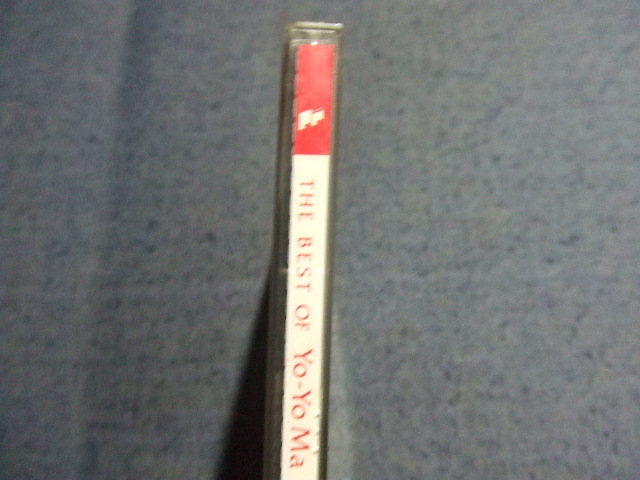 THE BEST OF Yo-Yo Ma